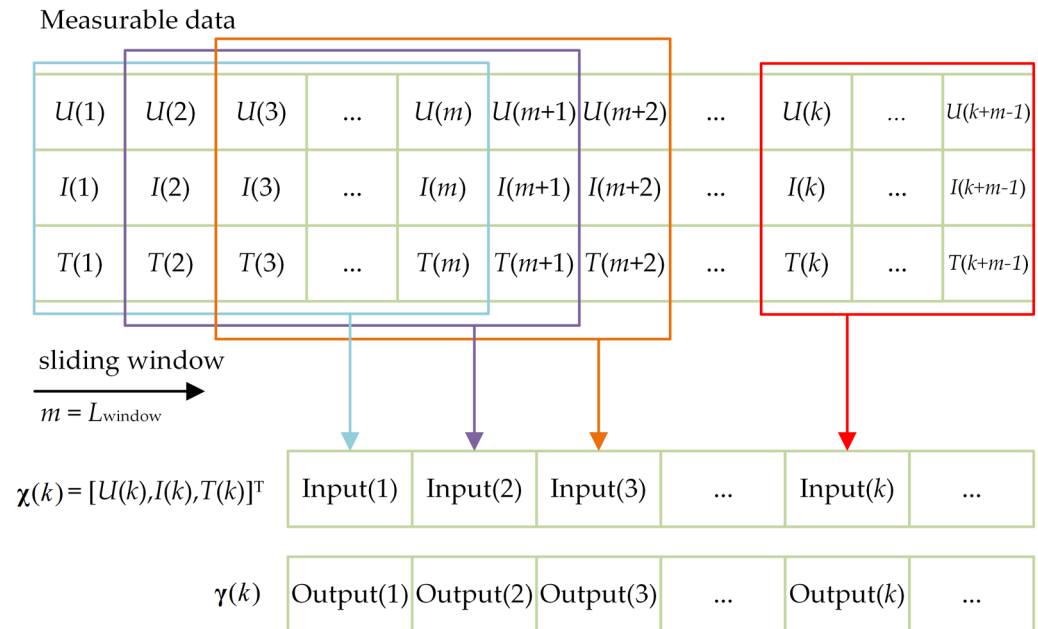 Measurable data
U(1) U(2) U(3) ... U(m) U(m+1) U(m+2) ... U(k) ... U(k+m-1)
I(1) I(2) I(3) ... I(m) I(m+1) I(m+2) ... I(k) ... I(k+m-1)
T(1) T(2) T(3) ... T(m) T(m+1) T(m+2) ... T(k) ... T(k+m-1)
sliding window
m = Lwindow
χ(k) = [U(k),I(k),T(k)]ᵀ Input(1) Input(2) Input(3) ... Input(k) ...
γ(k) Output(1) Output(2) Output(3) ... Output(k) ...